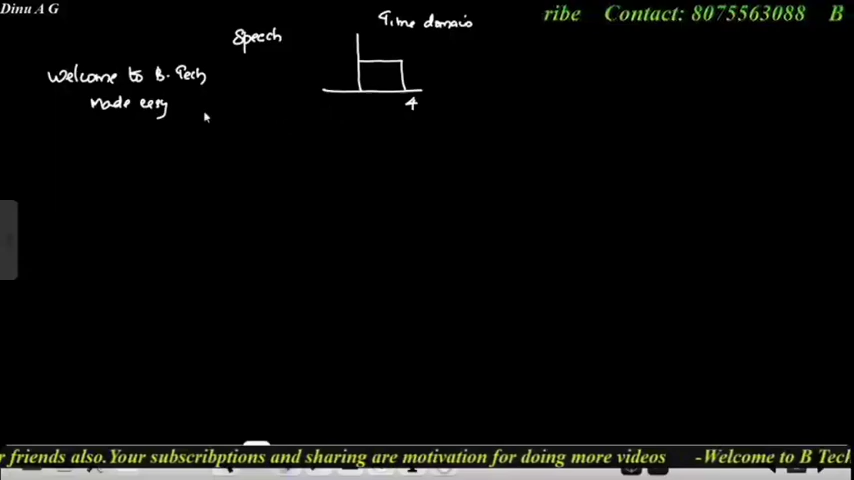 Dinu A G
ribe Contact: 8075563088 B
Time domain
Speech
Welcome to B. Tech
made easy
4
r friends also.Your subscribptions and sharing are motivation for doing more videos -Welcome to B Tech